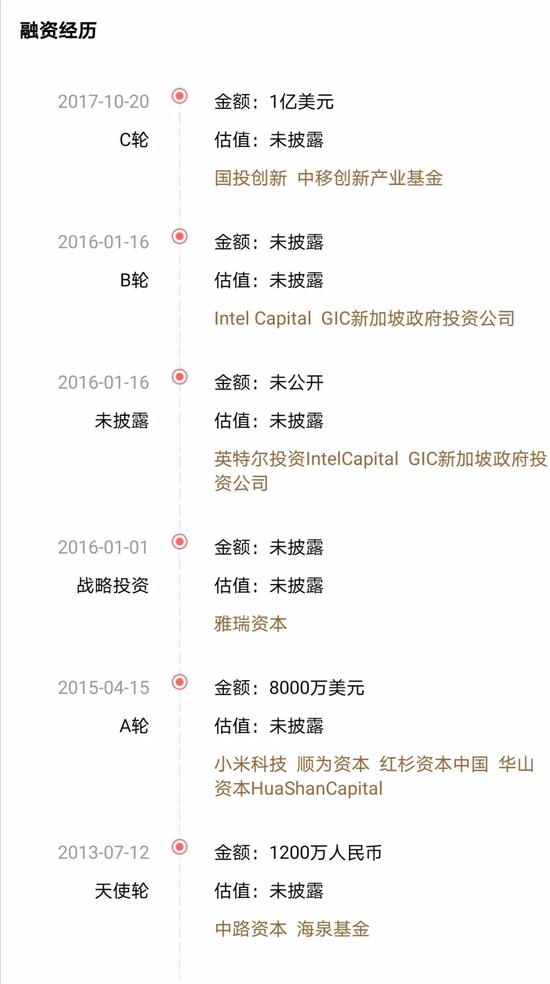 融资经历
2017-10-20 金额：1亿美元
C轮 估值：未披露
国投创新 中移创新产业基金
2016-01-16 金额：未披露
B轮 估值：未披露
Intel Capital GIC新加坡政府投资公司
2016-01-16 金额：未公开
未披露 估值：未披露
英特尔投资IntelCapital GIC新加坡政府投
资公司
2016-01-01 金额：未披露
战略投资 估值：未披露
雅瑞资本
2015-04-15 金额：8000万美元
A轮 估值：未披露
小米科技 顺为资本 红杉资本中国 华山
资本HuaShanCapital
2013-07-12 金额：1200万人民币
天使轮 估值：未披露
中路资本 海泉基金